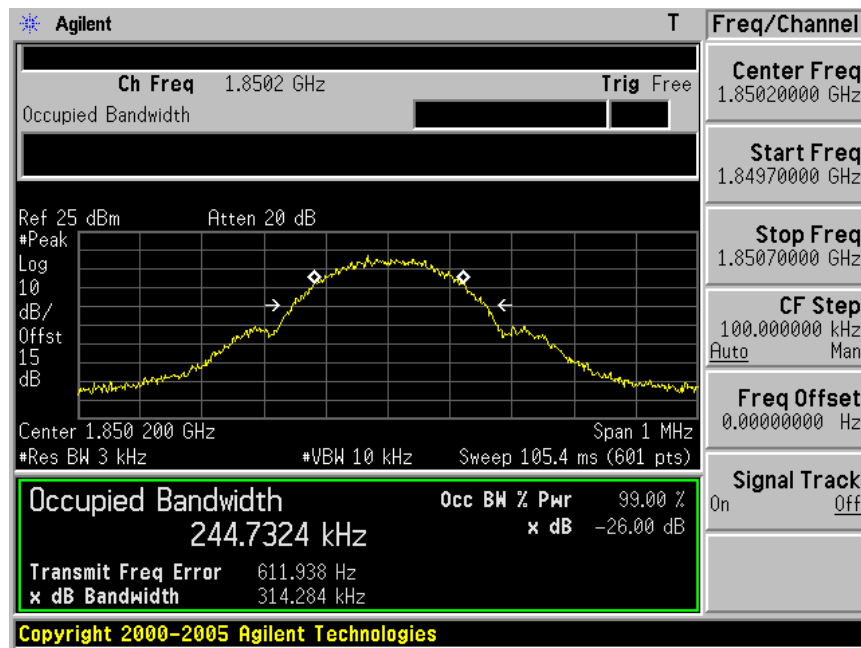 Agilent T Freq/Channel
Ch Freq 1.8502 GHz Trig Free
Occupied Bandwidth
Center Freq
1.85020000 GHz
Start Freq
1.84970000 GHz
Stop Freq
1.85070000 GHz
CF Step
100.000000 kHz
Auto Man
Freq Offset
0.00000000 Hz
Signal Track
On Off
Ref 25 dBm Atten 20 dB
#Peak
Log
10
dB/
Offst
15
dB
Center 1.850 200 GHz Span 1 MHz
#Res BW 3 kHz #VBW 10 kHz Sweep 105.4 ms (601 pts)
Occupied Bandwidth Occ BW % Pwr 99.00 %
244.7324 kHz x dB -26.00 dB
Transmit Freq Error 611.938 Hz
x dB Bandwidth 314.284 kHz
Copyright 2000-2005 Agilent Technologies